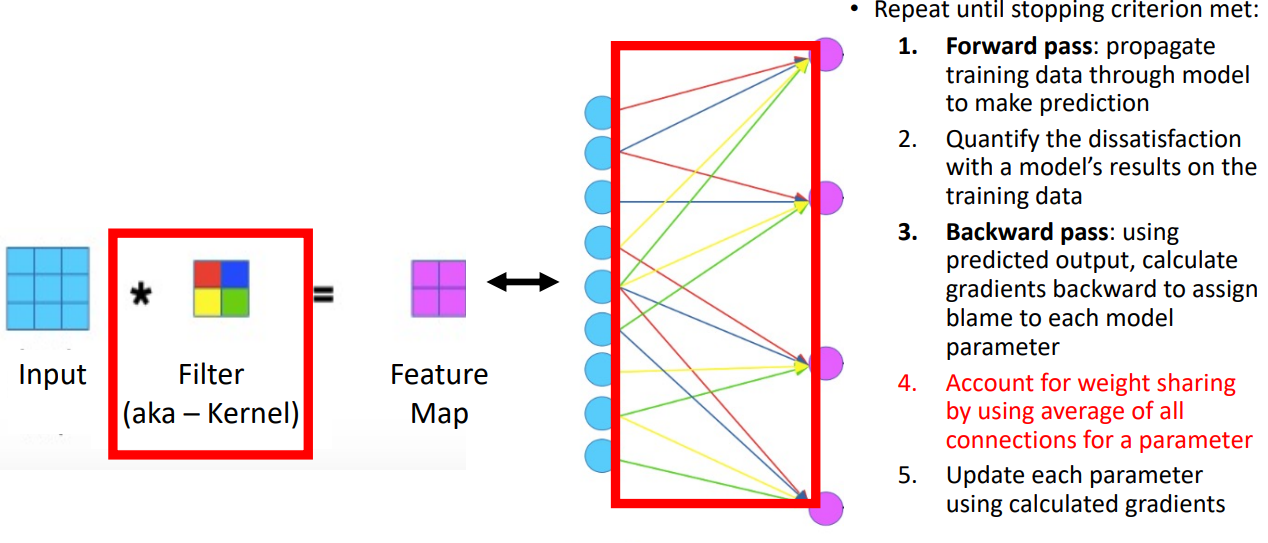 * =
Input
Filter
(aka – Kernel)
Feature
Map
• Repeat until stopping criterion met:
1. Forward pass: propagate
training data through model
to make prediction
2. Quantify the dissatisfaction
with a model’s results on the
training data
3. Backward pass: using
predicted output, calculate
gradients backward to assign
blame to each model
parameter
4. Account for weight sharing
by using average of all
connections for a parameter
5. Update each parameter
using calculated gradients